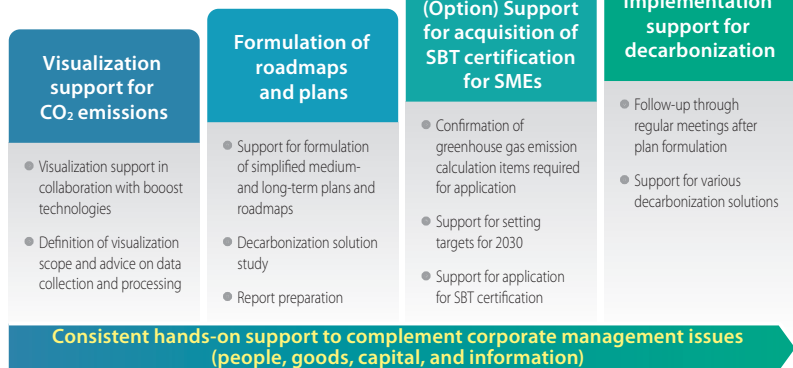 Visualization
support for
CO₂ emissions
● Visualization support in
collaboration with booost
technologies
● Definition of visualization
scope and advice on data
collection and processing
Formulation of
roadmaps
and plans
● Support for formulation
of simplified medium-
and long-term plans and
roadmaps
● Decarbonization solution
study
● Report preparation
(Option) Support
for acquisition of
SBT certification
for SMEs
● Confirmation of
greenhouse gas emission
calculation items required
for application
● Support for setting
targets for 2030
● Support for application
for SBT certification
Implementation
support for
decarbonization
● Follow-up through
regular meetings after
plan formulation
● Support for various
decarbonization solutions
Consistent hands-on support to complement corporate management issues
(people, goods, capital, and information)